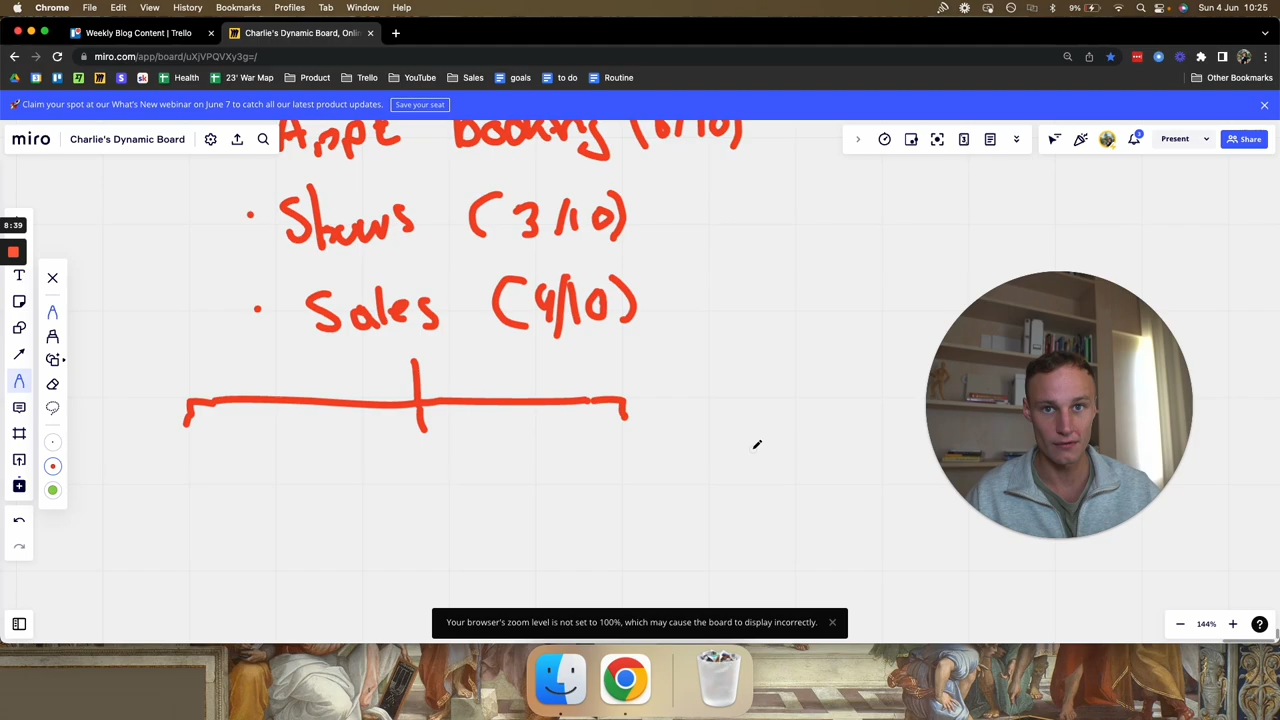 Chrome File Edit View History Bookmarks Profiles Tab Window Help 9% Sun 4 Jun 10:25
Weekly Blog Content | Trello Charlie's Dynamic Board, Onlin
miro.com/app/board/uXjVPQVXy3g=/
Health 23' War Map Product Trello YouTube Sales goals to do Routine Other Bookmarks
🚀 Claim your spot at our What's New webinar on June 7 to catch all our latest product updates. Save your seat
miro Charlie's Dynamic Board 3 Present Share
Booking (6/10)
8:39
• Shows (3/10)
• Sales (4/10)
Your browser's zoom level is not set to 100%, which may cause the board to display incorrectly.
144%